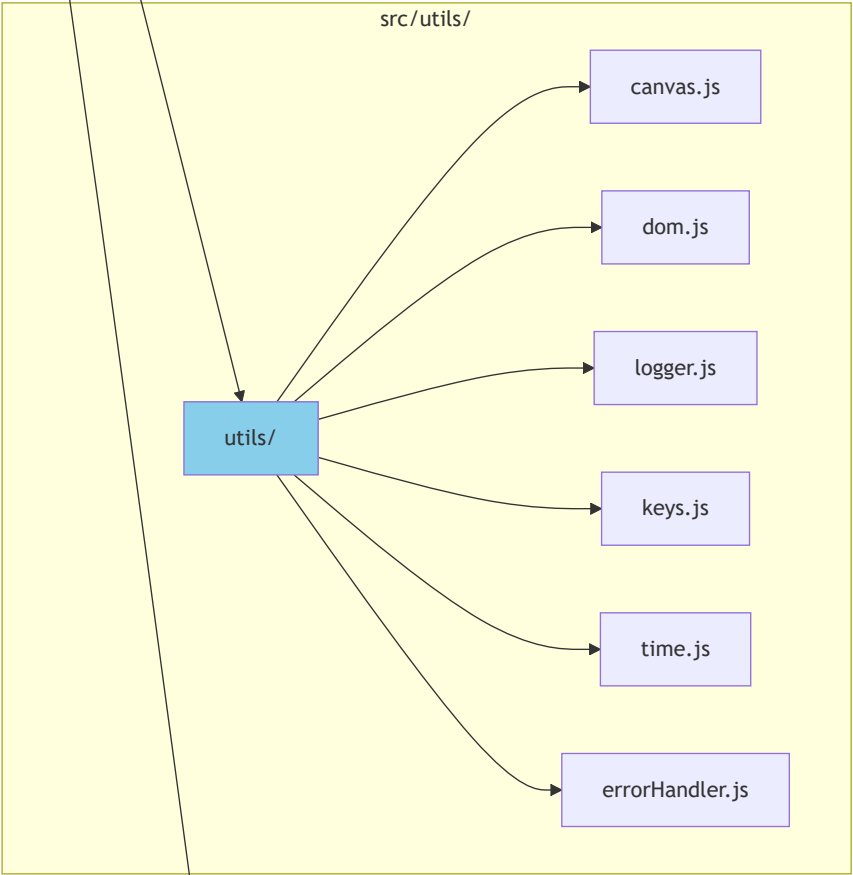 src/utils/
canvas.js
dom.js
logger.js
utils/
keys.js
time.js
errorHandler.js